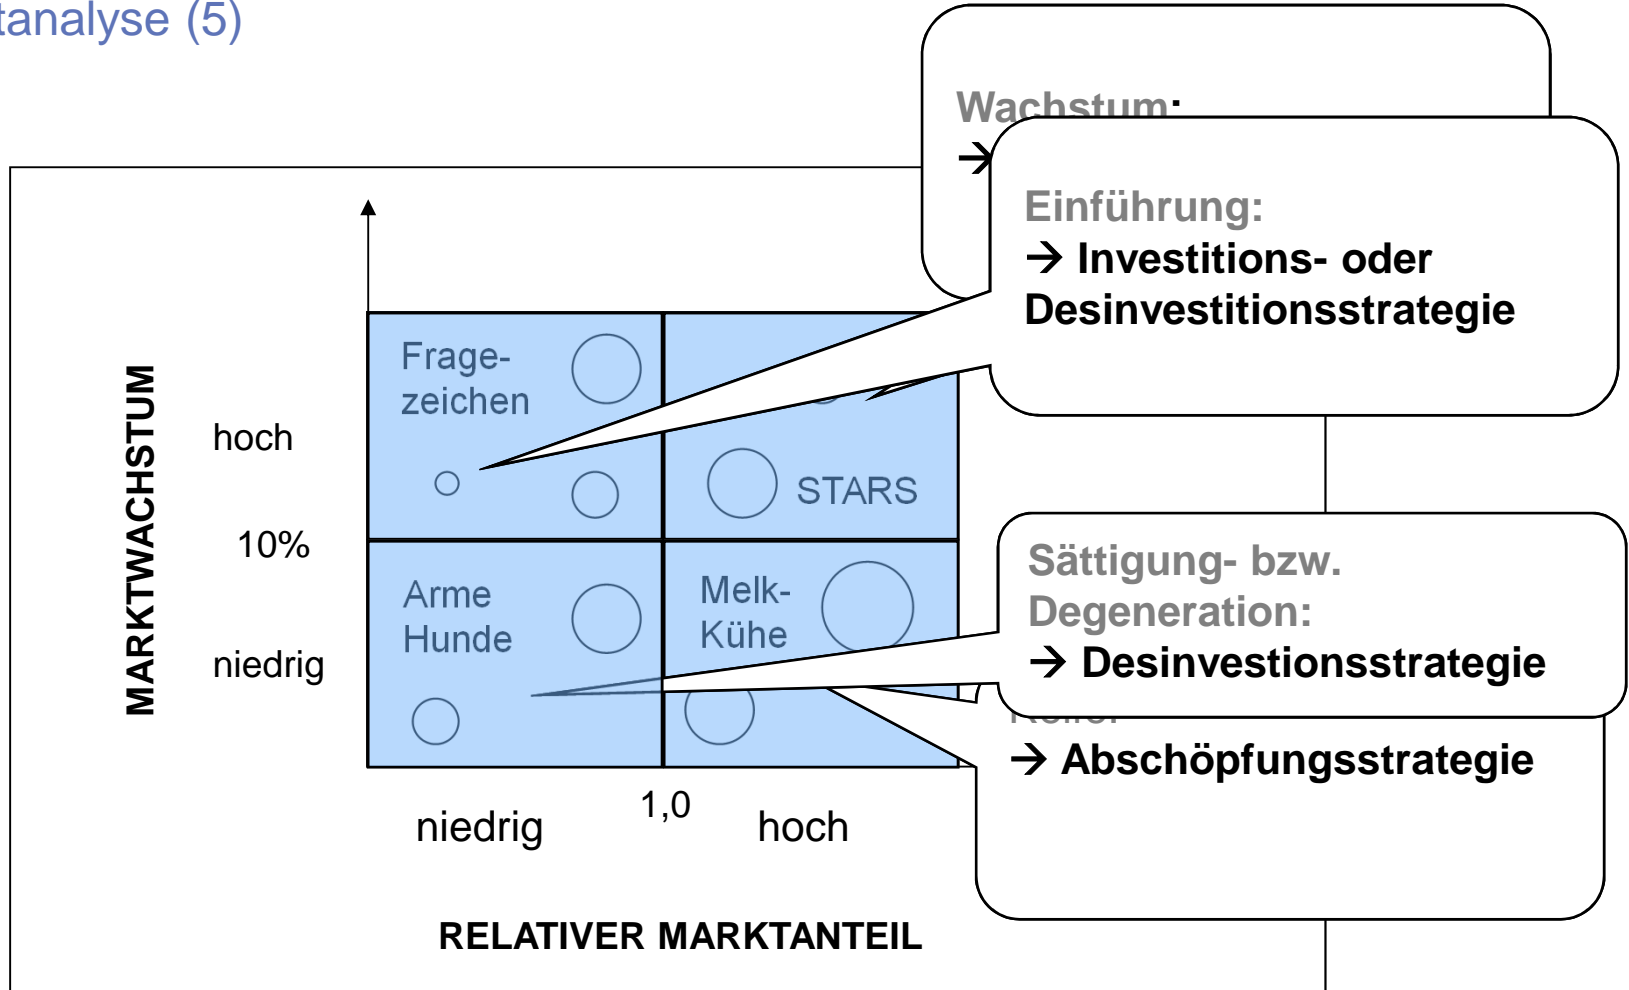 tanalyse (5)
Wachstum:
→
Einführung:
→ Investitions- oder
Desinvestitionsstrategie
Frage-
zeichen
STARS
Arme
Hunde
Melk-
Kühe
MARKTWACHSTUM
hoch
10%
niedrig
Sättigung- bzw.
Degeneration:
→ Desinvestionsstrategie
→ Abschöpfungsstrategie
niedrig
1,0
hoch
RELATIVER MARKTANTEIL